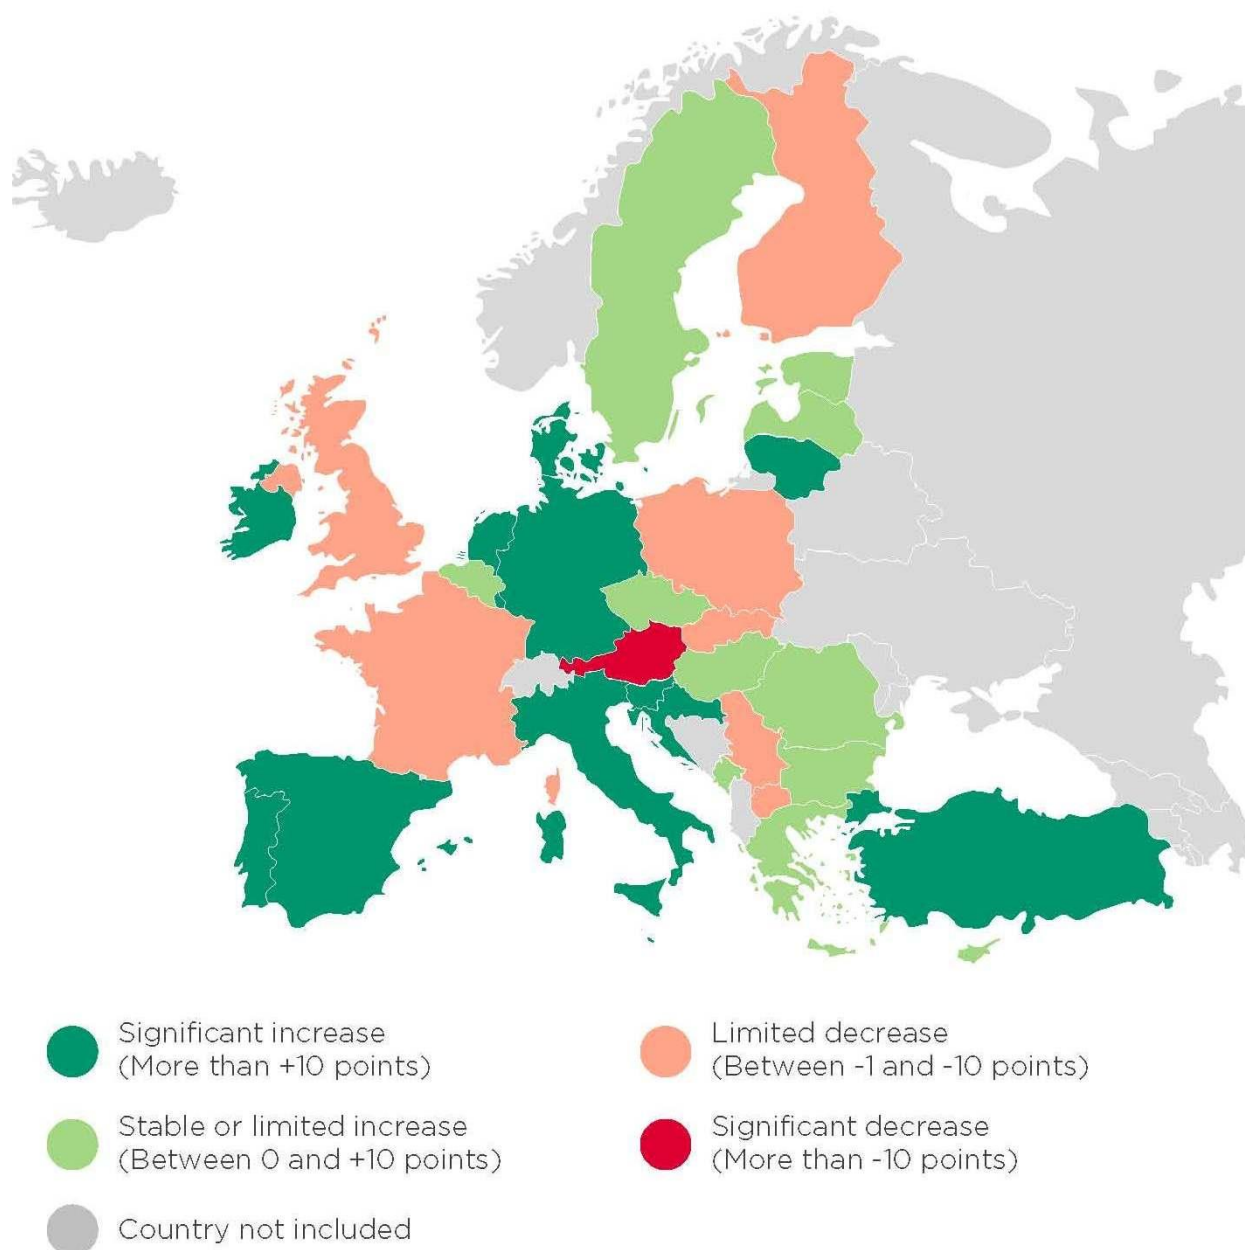 Significant increase
(More than +10 points)
Stable or limited increase
(Between 0 and +10 points)
Country not included
Limited decrease
(Between -1 and -10 points)
Significant decrease
(More than -10 points)